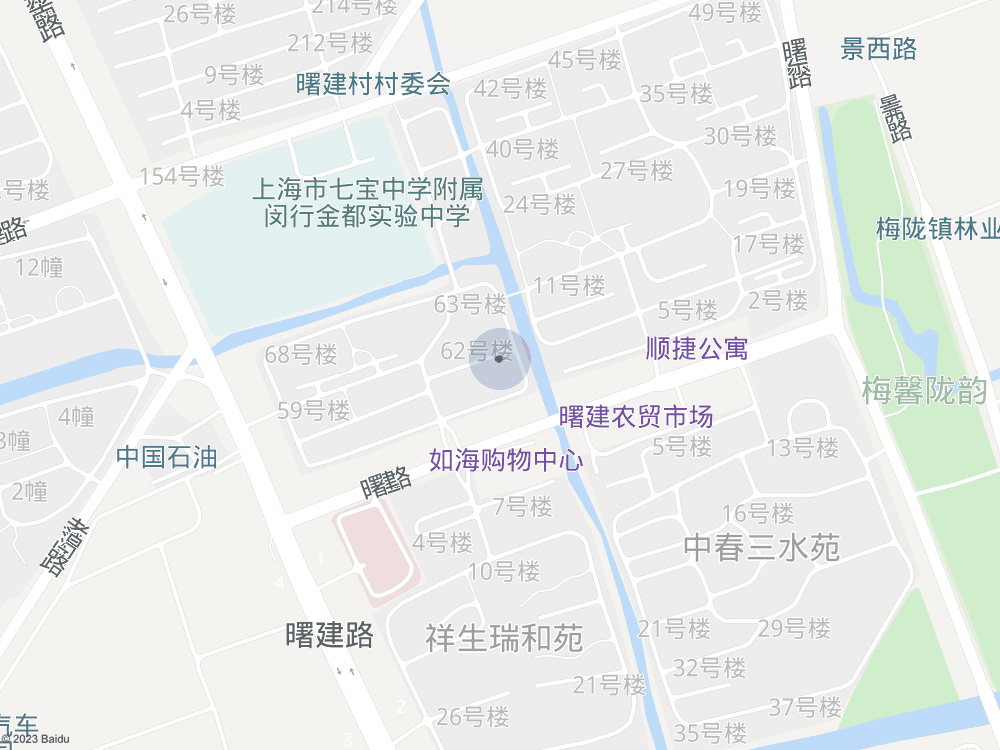 26号楼
214号楼
49号楼
212号楼
景西路
45号楼
9号楼
曙建村村委会
42号楼
35号楼
4号楼
30号楼
40号楼
154号楼
27号楼
上海市七宝中学附属
闵行金都实验中学
19号楼
号楼
24号楼
梅陇镇林业
17号楼
12幢
11号楼
63号楼
5号楼
2号楼
68号楼
62号楼
顺捷公寓
梅馨陇韵
59号楼
4幢
曙建农贸市场
3幢
5号楼
13号楼
中国石油
如海购物中心
曙建路
2幢
7号楼
16号楼
4号楼
中春三水苑
1
10号楼
4
曙建路
祥生瑞和苑
21号楼
29号楼
32号楼
21号楼
2
26号楼
37号楼
汽车
35号楼
3
© 2023 Baidu